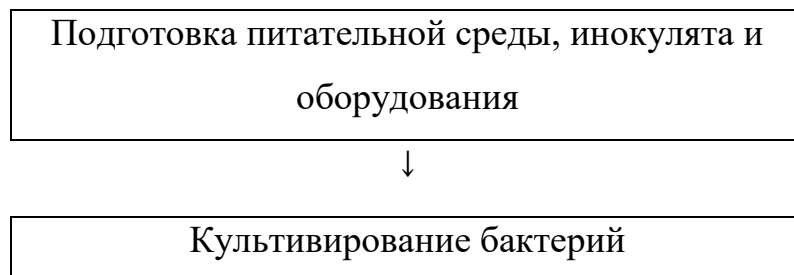 Подготовка питательной среды, инокулята и
оборудования
↓
Культивирование бактерий